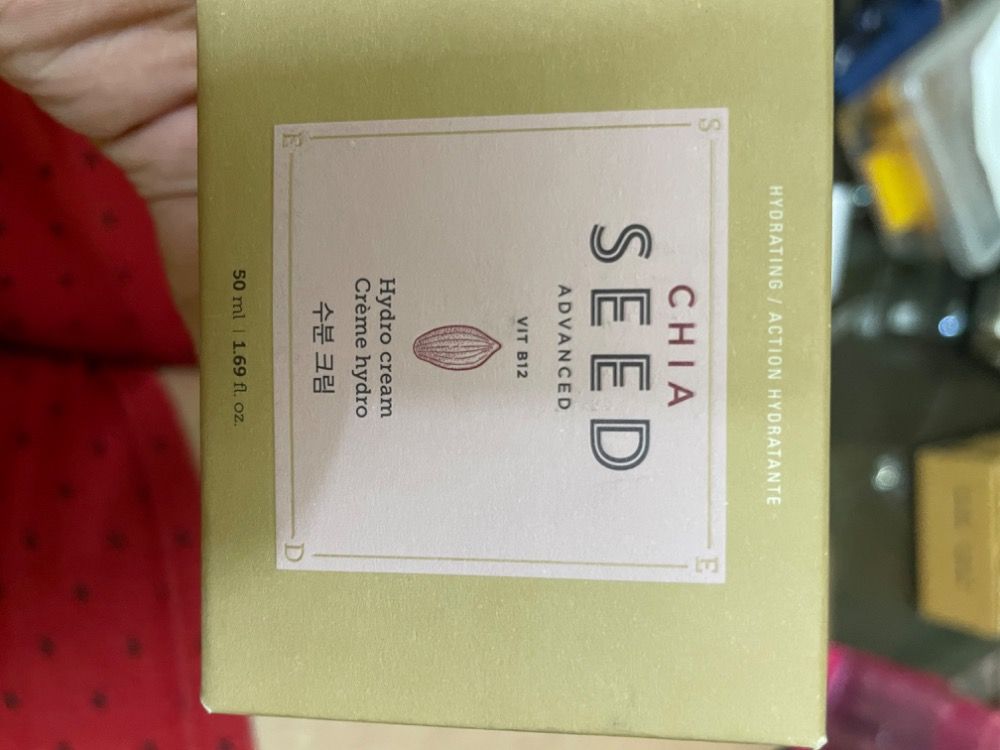 HYDRATING / ACTION HYDRATANTE
S E
CHIA
SEED
ADVANCED
VIT B12
Hydro cream
Crème hydro
수분 크림
E D
50 ml | 1.69 fl. oz.